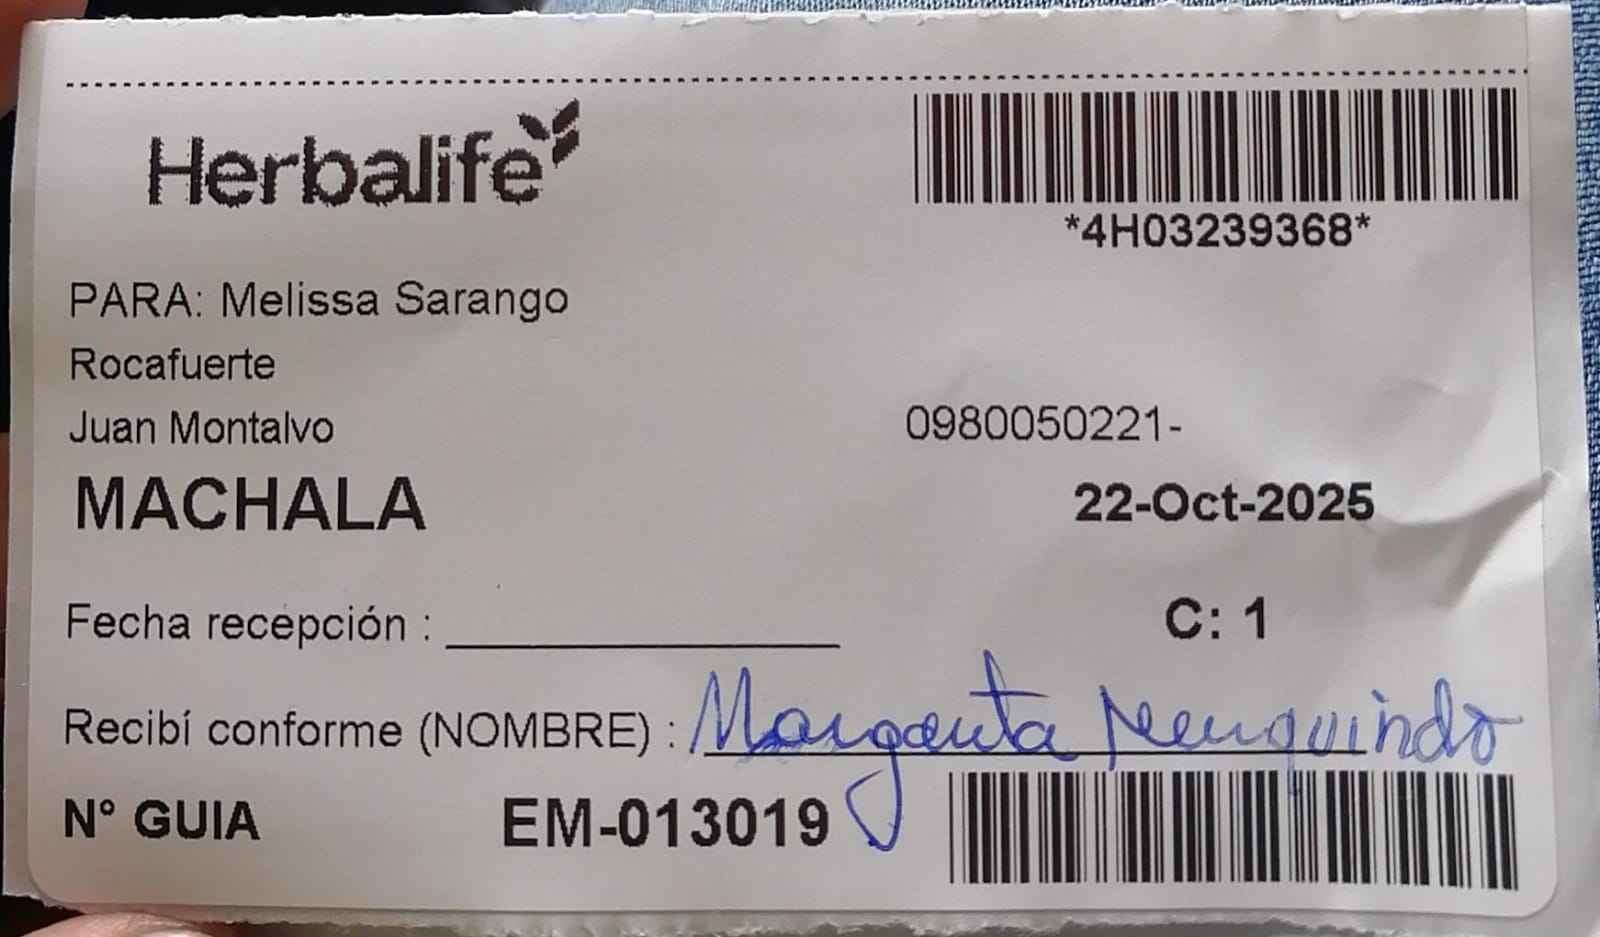 Herbalife
*4H03239368*
PARA: Melissa Sarango
Rocafuerte
Juan Montalvo
0980050221-
MACHALA
22-Oct-2025
Fecha recepción :
C: 1
Recibí conforme (NOMBRE) : Margarita
N° GUIA EM-013019